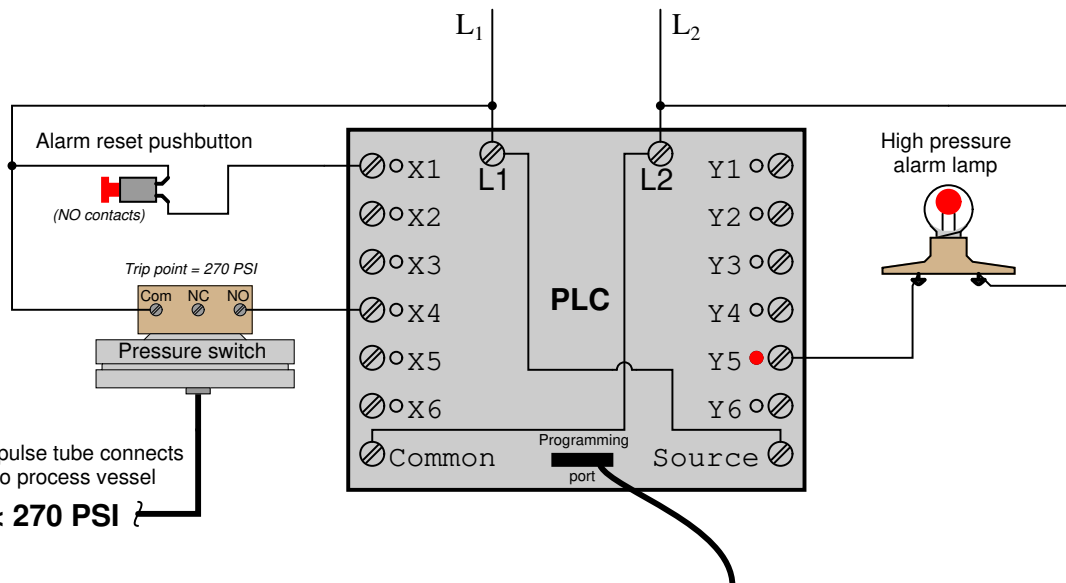 L1
L2
Alarm reset pushbutton
(NO contacts)
High pressure
alarm lamp
X1
L1
L2
Y1
X2
Y2
X3
Y3
Trip point = 270 PSI
Com NC NO
X4
PLC
Y4
Pressure switch
X5
Y5
X6
Y6
pulse tube connects
o process vessel
Common
Programming
port
Source
270 PSI